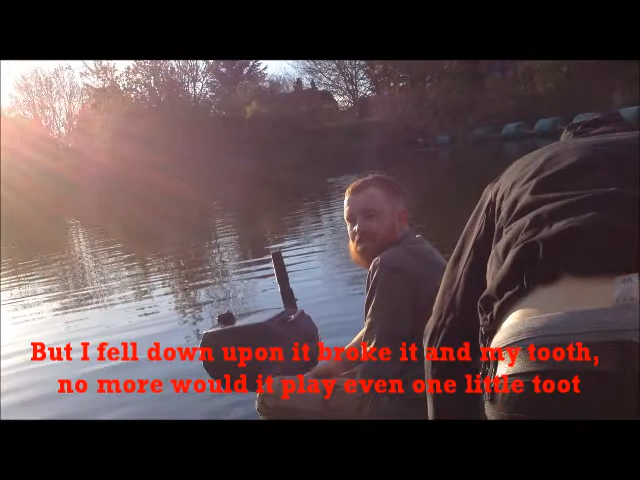 But I fell down upon it broke it and my tooth,
no more would it play even one little toot